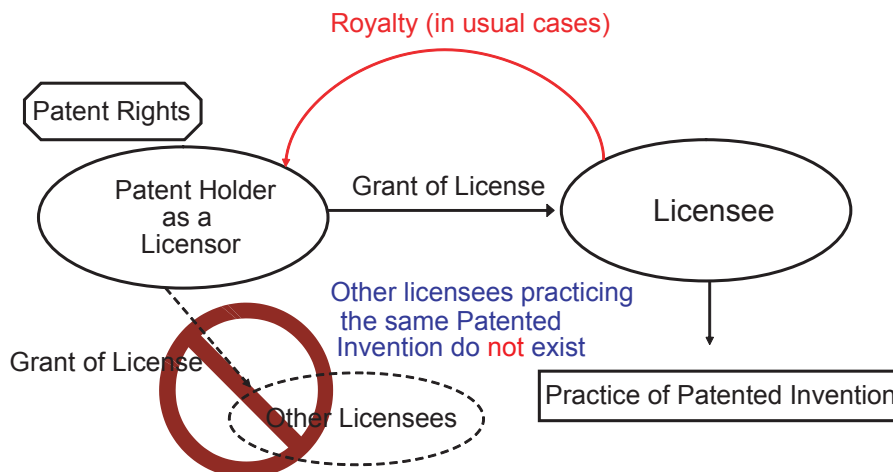 Royalty (in usual cases)
Patent Rights
Patent Holder
as a
Licensor
Grant of License
Licensee
Other licensees practicing
the same Patented
Invention do not exist
Grant of License
Other Licensees
Practice of Patented Invention